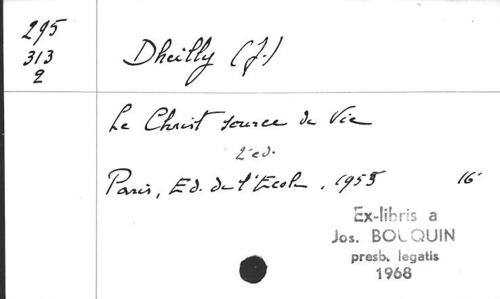 295
313
2
Dheilly (J.)
Le Christ source de Vie
2e ed.
Paris, Ed. de l'Ecole, 1955 16°
Ex-libris a
Jos. BOUQUIN
presb. legatis
1968